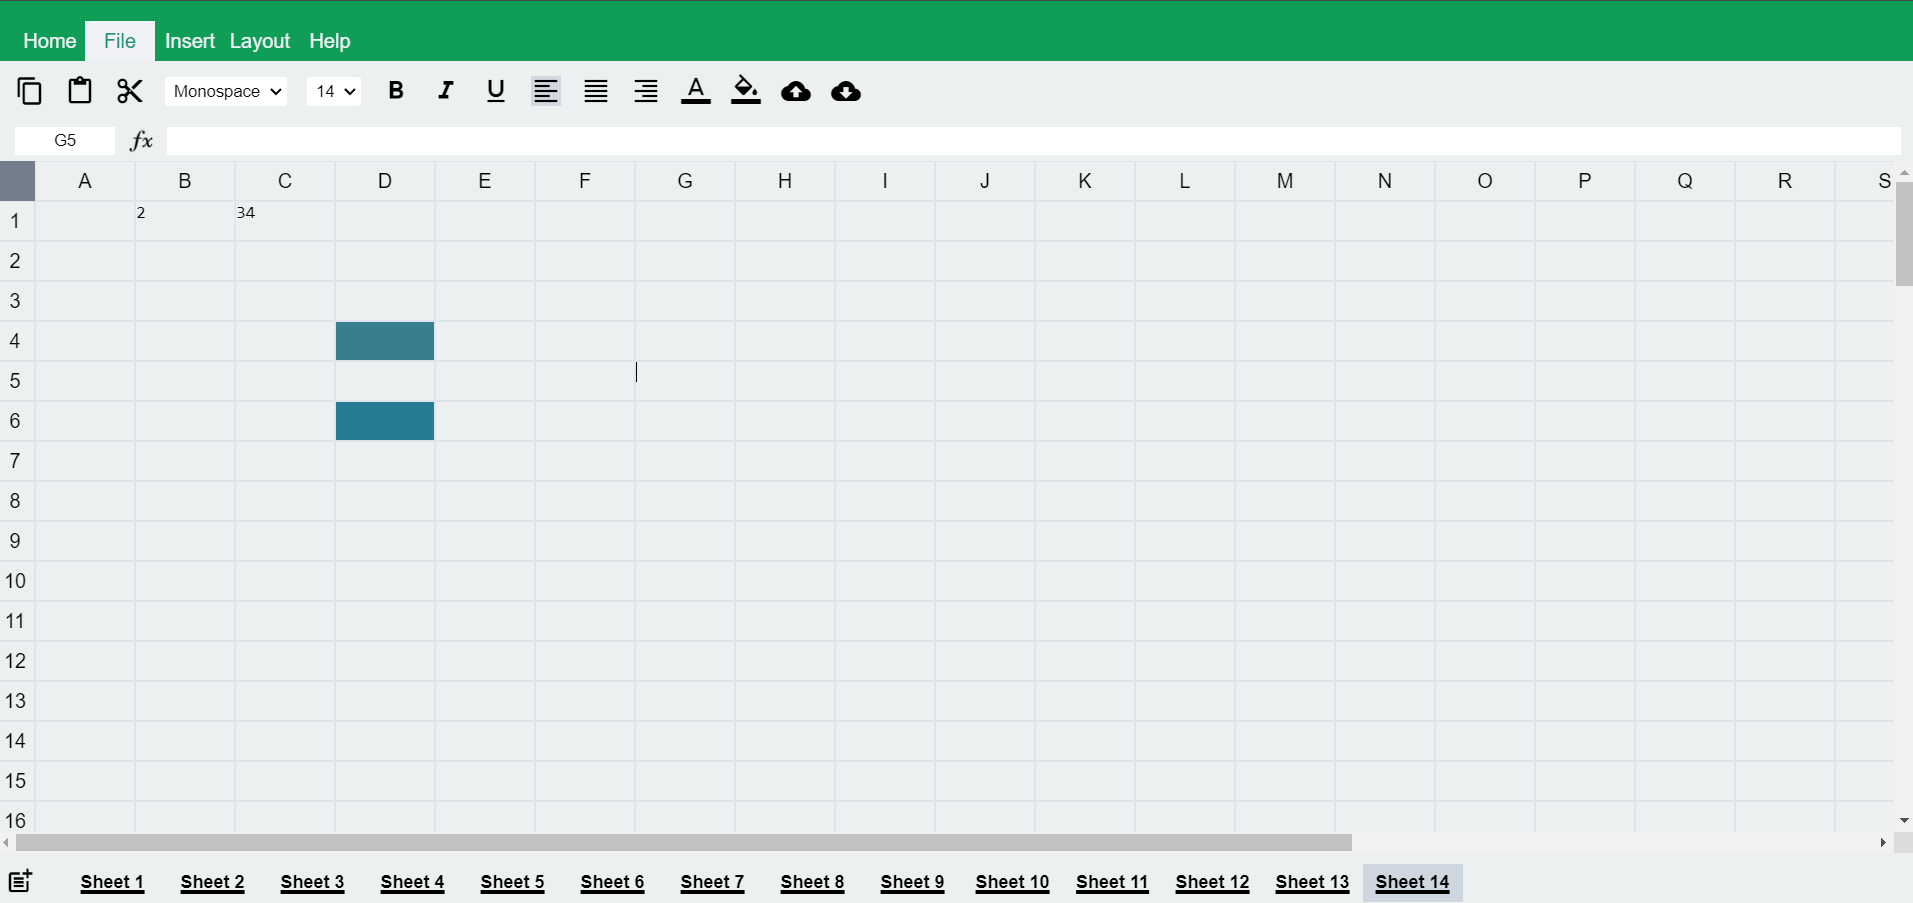 Home File Insert Layout Help
Monospace 14 B I U A
G5 fx
A B C D E F G H I J K L M N O P Q R S
1 2 34
2
3
4
5
6
7
8
9
10
11
12
13
14
15
16
Sheet 1 Sheet 2 Sheet 3 Sheet 4 Sheet 5 Sheet 6 Sheet 7 Sheet 8 Sheet 9 Sheet 10 Sheet 11 Sheet 12 Sheet 13 Sheet 14